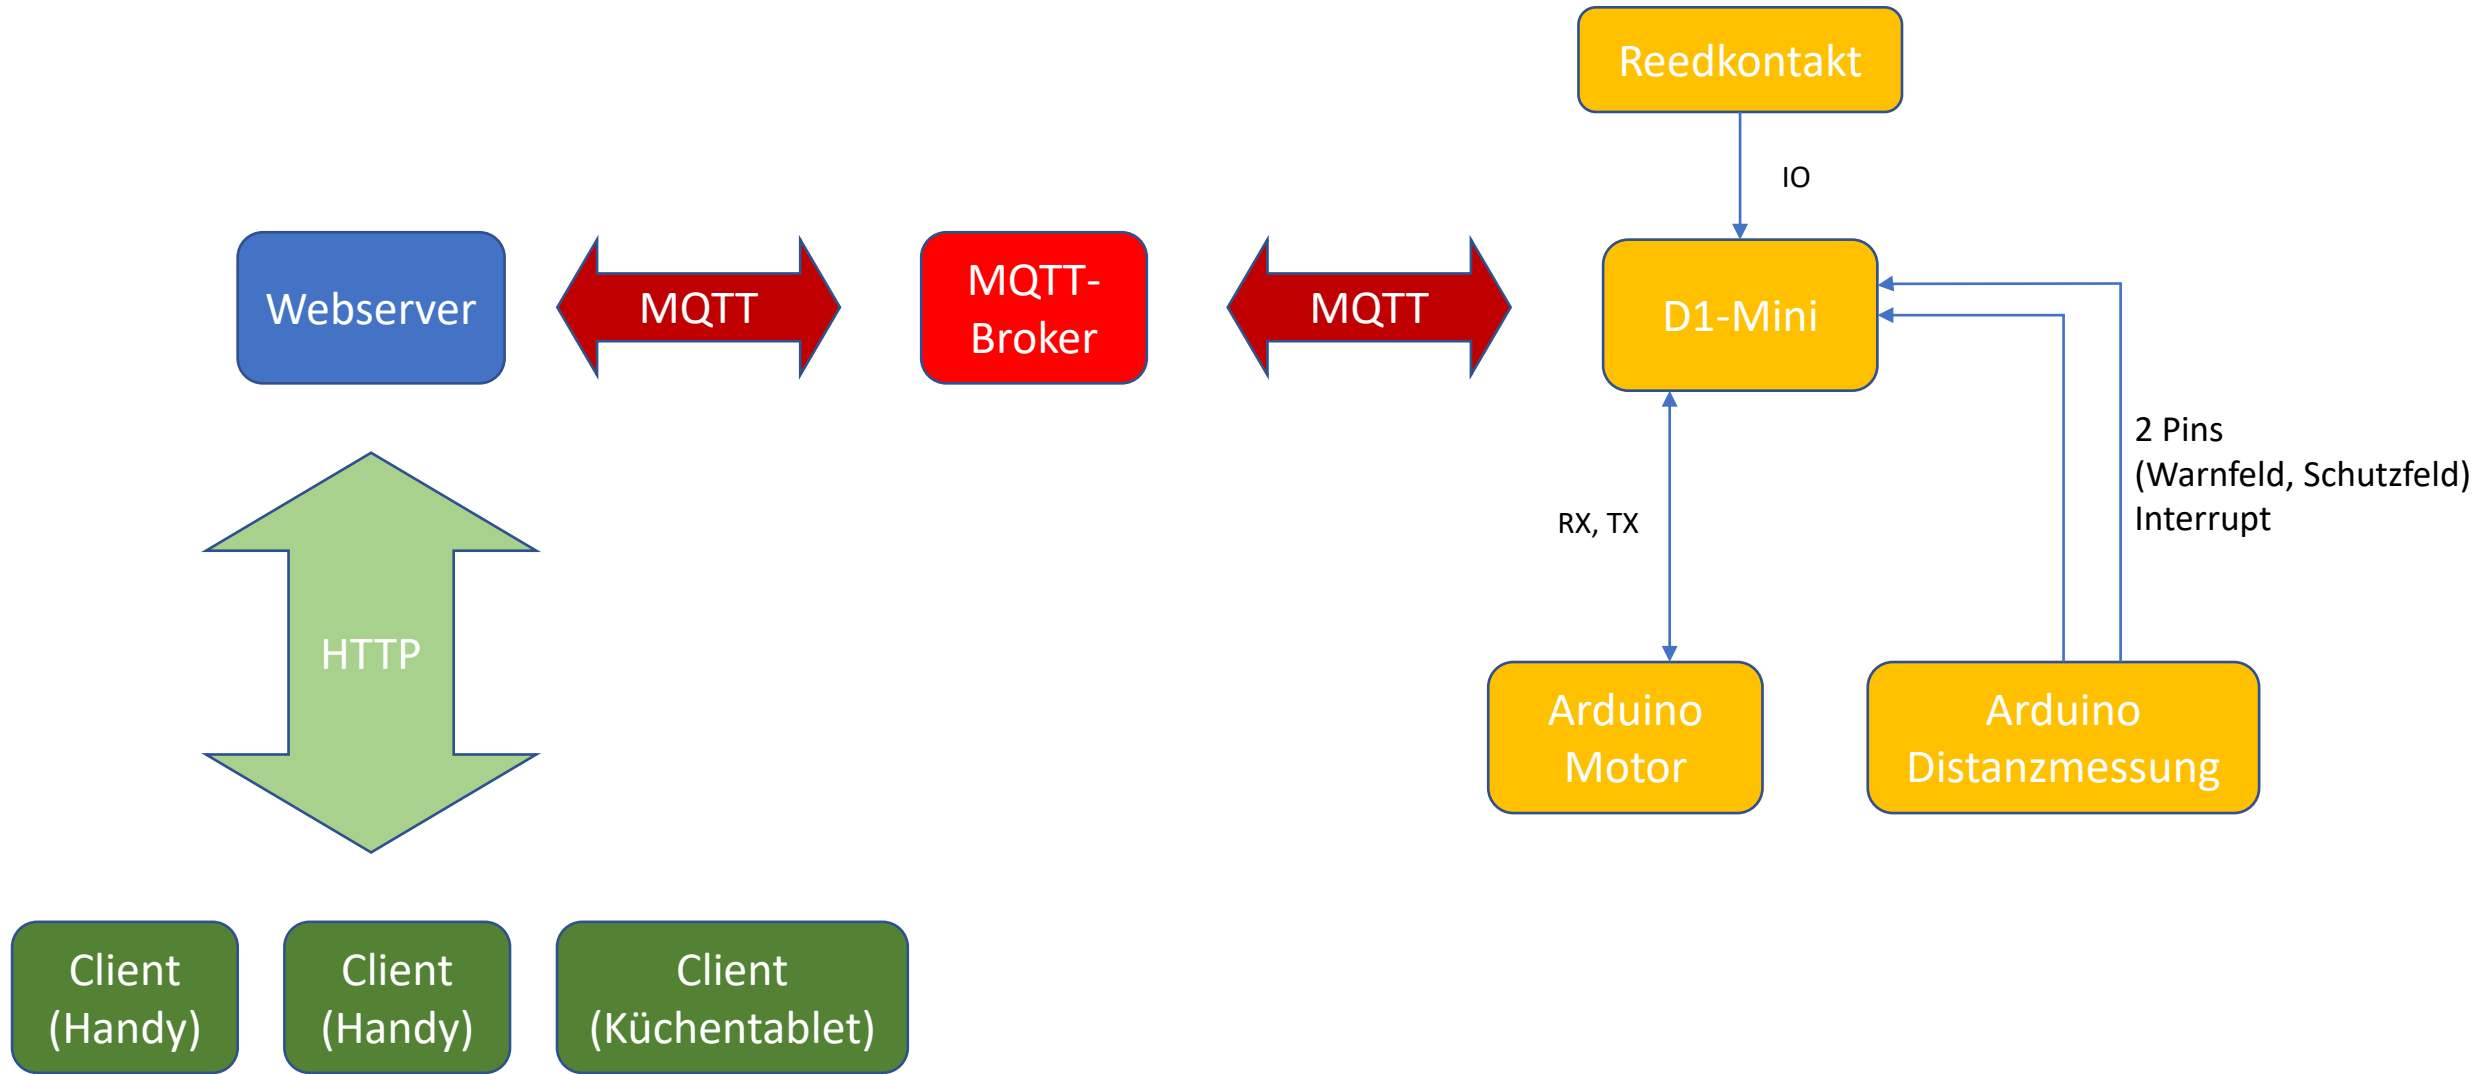 Reedkontakt
IO
Webserver
MQTT
MQTT-
Broker
MQTT
D1-Mini
2 Pins
(Warnfeld, Schutzfeld)
Interrupt
RX, TX
HTTP
Arduino
Motor
Arduino
Distanzmessung
Client
(Handy)
Client
(Handy)
Client
(Küchentablet)